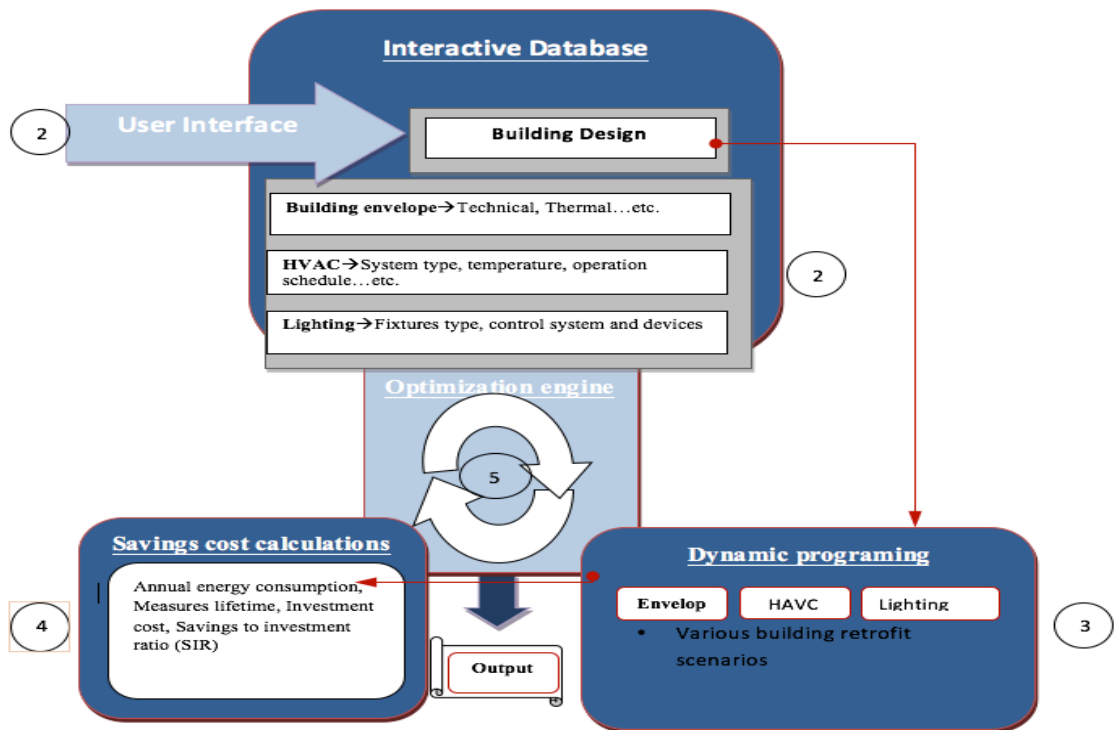 Interactive Database
2
User Interface
Building Design
Building envelope→Technical, Thermal...etc.
HVAC→System type, temperature, operation
schedule...etc.
2
Lighting→Fixtures type, control system and devices
Optimization engine
5
Savings cost calculations
Annual energy consumption,
Measures lifetime, Investment
cost, Savings to investment
ratio (SIR)
4
Output
Dynamic programing
Envelop
HAVC
Lighting
• Various building retrofit
scenarios
3